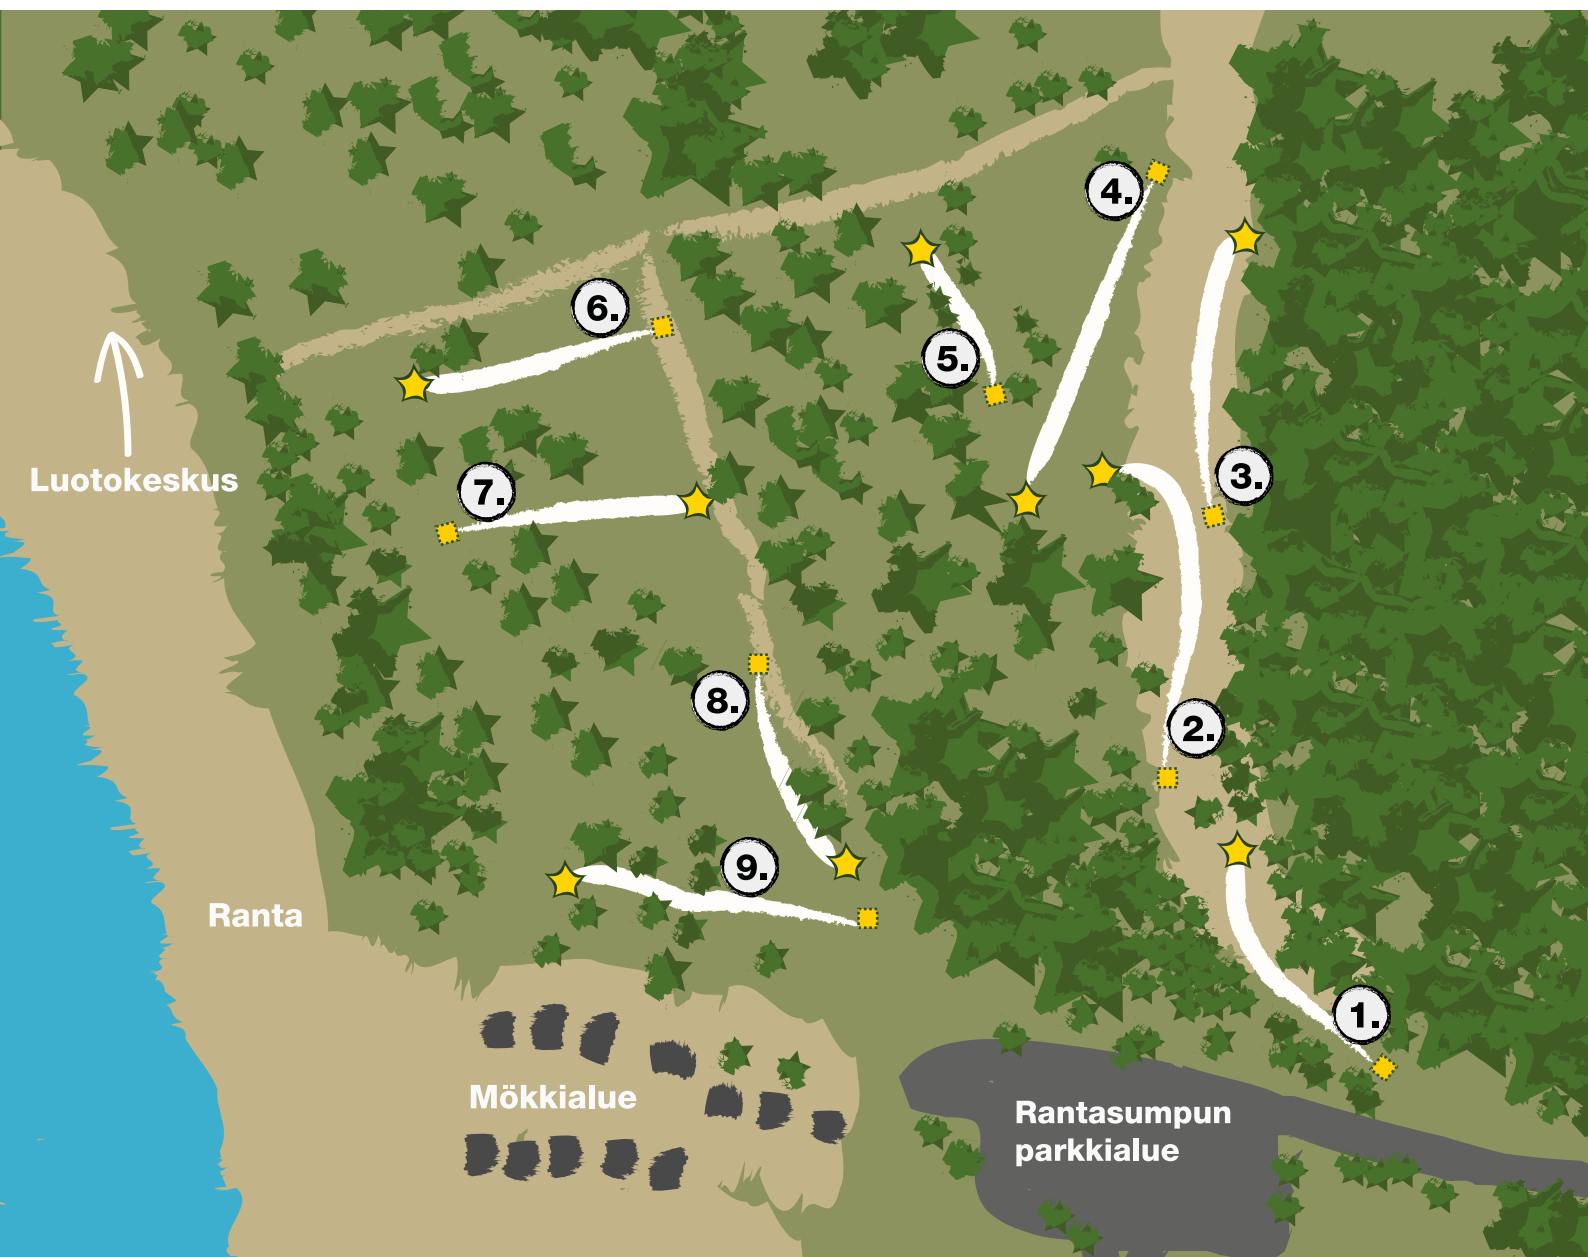 4.
6.
5.
3.
Luotokeskus
7.
8.
2.
9.
Ranta
1.
Mökkialue
Rantasumpun
parkkialue